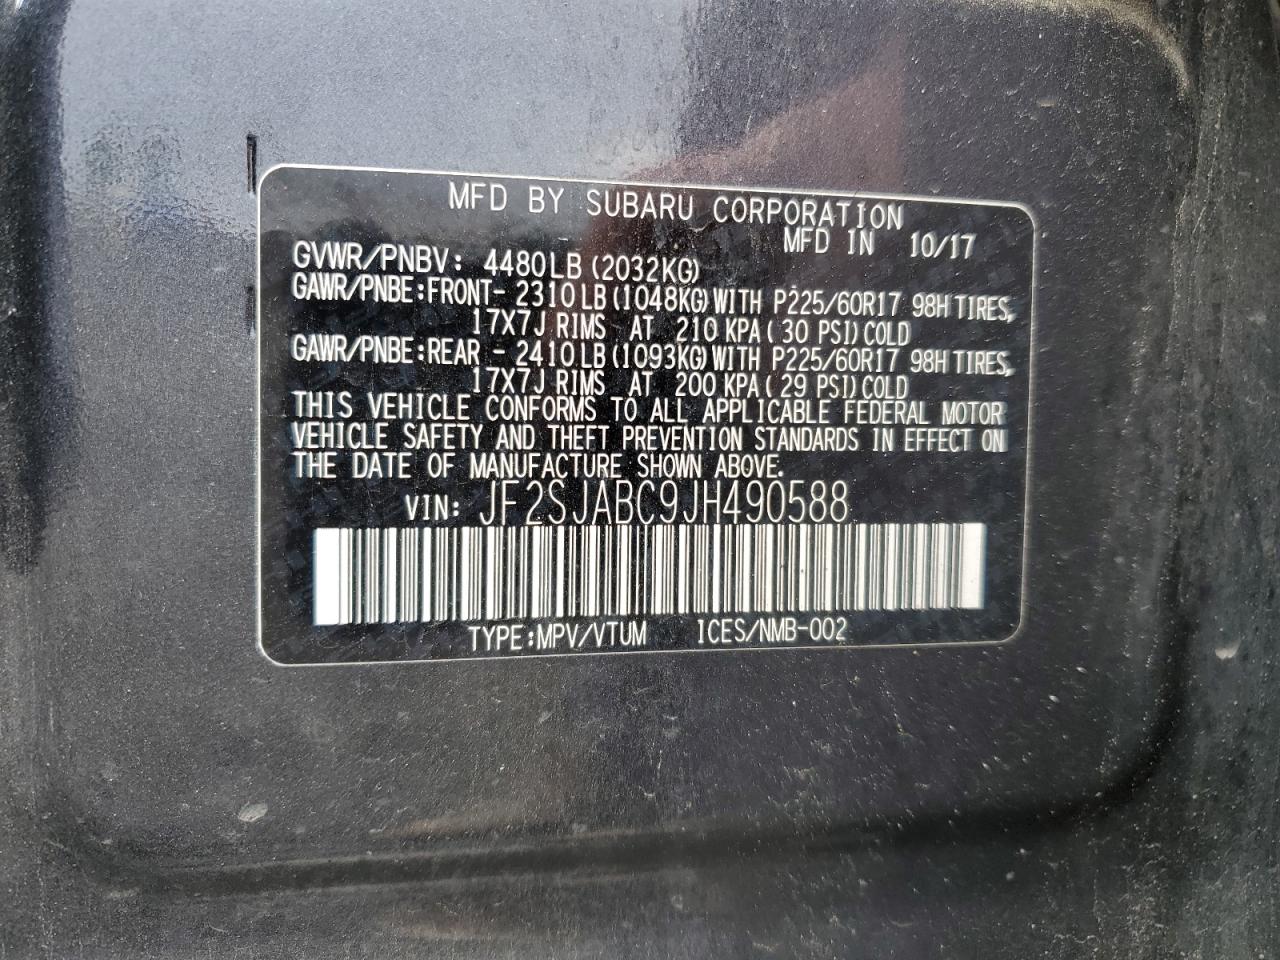 MFD BY SUBARU CORPORATION
MFD IN 10/17
GVWR/PNBV: 4480LB (2032KG)
GAWR/PNBE:FRONT- 2310LB (1048KG) WITH P225/60R17 98H TIRES,
17X7J RIMS AT 210 KPA ( 30 PSI) COLD
GAWR/PNBE:REAR - 2410LB (1093KG) WITH P225/60R17 98H TIRES,
17X7J RIMS AT 200 KPA ( 29 PSI) COLD
THIS VEHICLE CONFORMS TO ALL APPLICABLE FEDERAL MOTOR
VEHICLE SAFETY AND THEFT PREVENTION STANDARDS IN EFFECT ON
THE DATE OF MANUFACTURE SHOWN ABOVE.
VIN: JF2SJABC9JH490588
TYPE:MPV/VTUM ICES/NMB-002